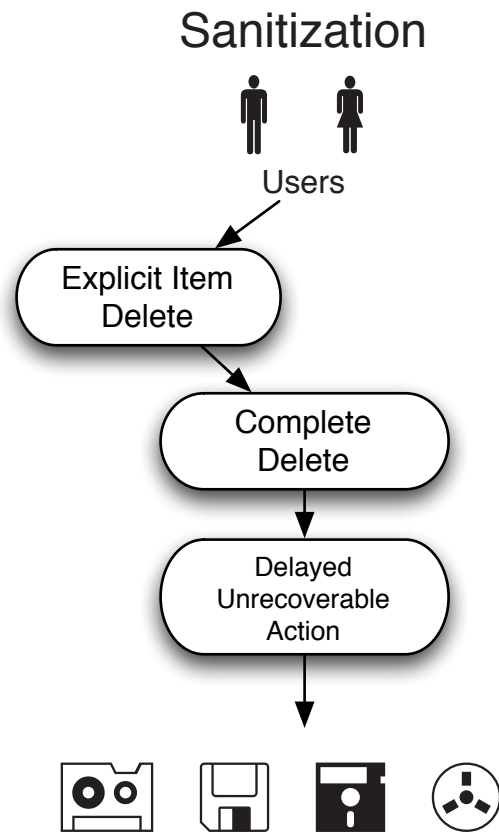 Sanitization
Users
Explicit Item
Delete
Complete
Delete
Delayed
Unrecoverable
Action